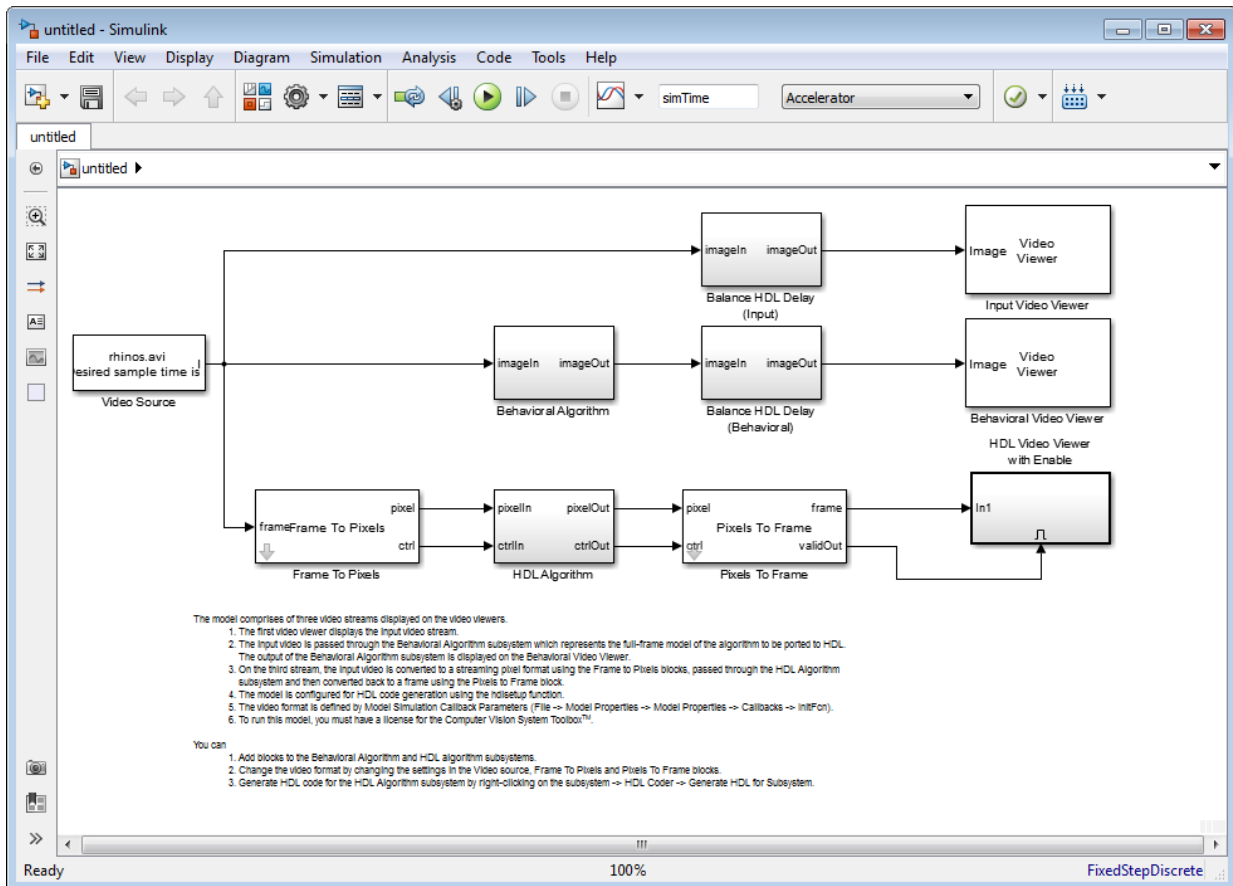 untitled - Simulink
File Edit View Display Diagram Simulation Analysis Code Tools Help
simTime
Accelerator
untitled
untitled
imageIn imageOut
Balance HDL Delay
(Input)
Image
Video
Viewer
Input Video Viewer
rhinos.avi
esired sample time is
I
Video Source
imageIn imageOut
Behavioral Algorithm
imageIn imageOut
Balance HDL Delay
(Behavioral)
Image
Video
Viewer
Behavioral Video Viewer
HDL Video Viewer
with Enable
frame
Frame To Pixels
pixel
ctrl
Frame To Pixels
pixelIn pixelOut
ctrlIn ctrlOut
HDL Algorithm
pixel frame
Pixels To Frame
ctrl validOut
Pixels To Frame
In1
The model comprises of three video streams displayed on the video viewers.
1. The first video viewer displays the input video stream.
2. The input video is passed through the Behavioral Algorithm subsystem which represents the full-frame model of the algorithm to be ported to HDL.
The output of the Behavioral Algorithm subsystem is displayed on the Behavioral Video Viewer.
3. On the third stream, the input video is converted to a streaming pixel format using the Frame to Pixels blocks, passed through the HDL Algorithm
subsystem and then converted back to a frame using the Pixels to Frame block.
4. The model is configured for HDL code generation using the hdlsetup function.
5. The video format is defined by Model Simulation Callback Parameters (File -> Model Properties -> Model Properties -> Callbacks -> InitFcn).
6. To run this model, you must have a license for the Computer Vision System Toolbox™.
You can
1. Add blocks to the Behavioral Algorithm and HDL algorithm subsystems.
2. Change the video format by changing the settings in the Video source, Frame To Pixels and Pixels To Frame blocks.
3. Generate HDL code for the HDL Algorithm subsystem by right-clicking on the subsystem -> HDL Coder -> Generate HDL for Subsystem.
Ready
100%
FixedStepDiscrete